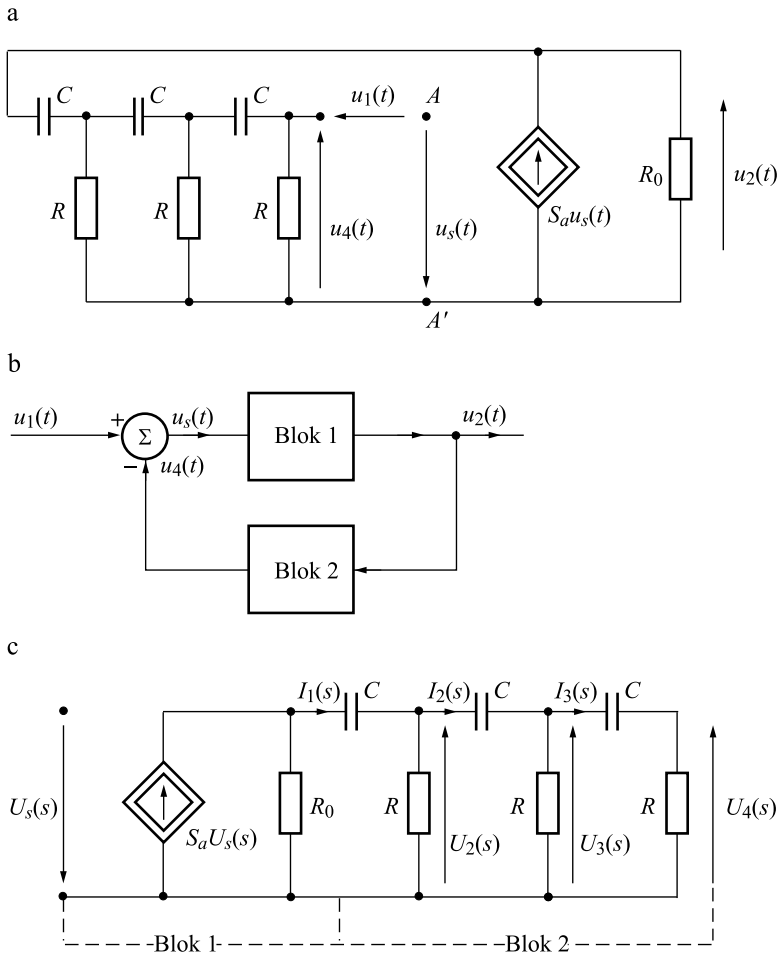 a
C C C u₁(t) A
R R R u₄(t) uₛ(t) Sₐuₛ(t) R₀ u₂(t)
A′
b
u₁(t) + Σ uₛ(t) Blok 1 u₂(t)
− u₄(t)
Blok 2
c
I₁(s) C I₂(s) C I₃(s) C
Uₛ(s) SₐUₛ(s) R₀ R U₂(s) R U₃(s) R U₄(s)
Blok 1 Blok 2